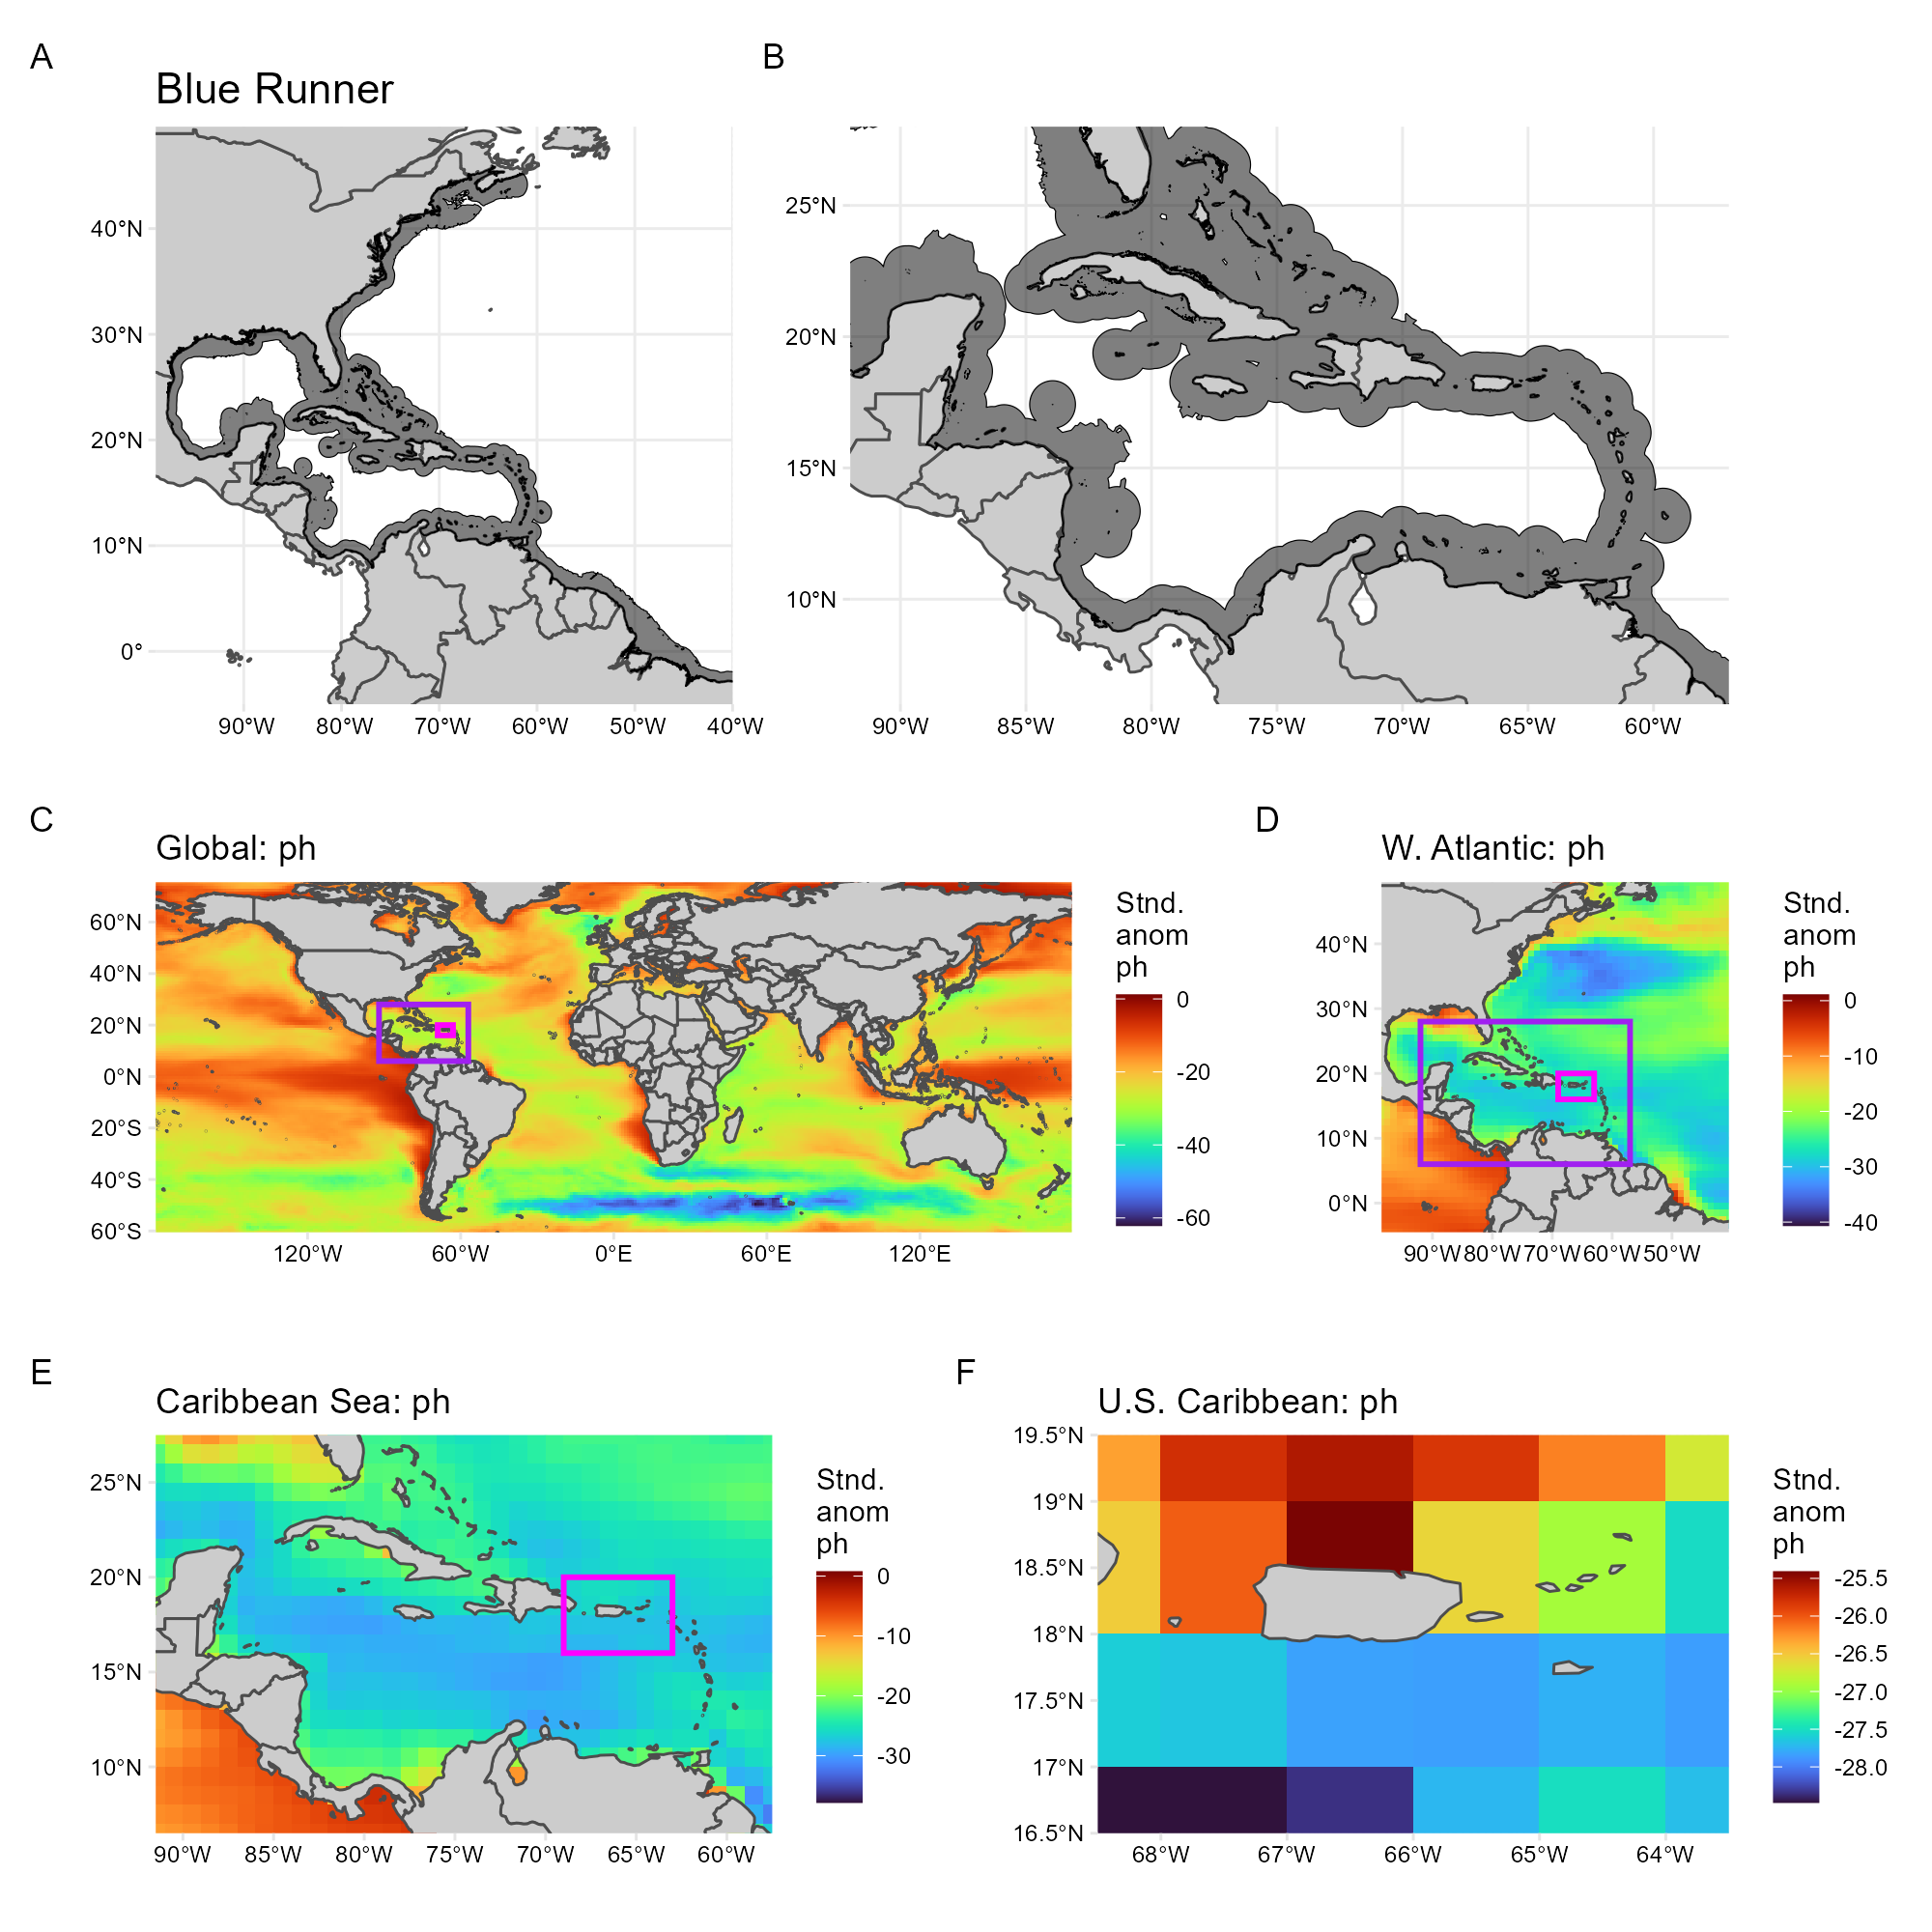 A
Blue Runner
40°N
30°N
20°N
10°N
0°
90°W 80°W 70°W 60°W 50°W 40°W
B
25°N
20°N
15°N
10°N
90°W 85°W 80°W 75°W 70°W 65°W 60°W
C
Global: ph
60°N
40°N
20°N
0°N
20°S
40°S
60°S
120°W 60°W 0°E 60°E 120°E
Stnd.
anom
ph
0
-20
-40
-60
D
W. Atlantic: ph
40°N
30°N
20°N
10°N
0°N
90°W 80°W 70°W 60°W 50°W
Stnd.
anom
ph
0
-10
-20
-30
-40
E
Caribbean Sea: ph
25°N
20°N
15°N
10°N
90°W 85°W 80°W 75°W 70°W 65°W 60°W
Stnd.
anom
ph
0
-10
-20
-30
F
U.S. Caribbean: ph
19.5°N
19°N
18.5°N
18°N
17.5°N
17°N
16.5°N
68°W 67°W 66°W 65°W 64°W
Stnd.
anom
ph
-25.5
-26.0
-26.5
-27.0
-27.5
-28.0